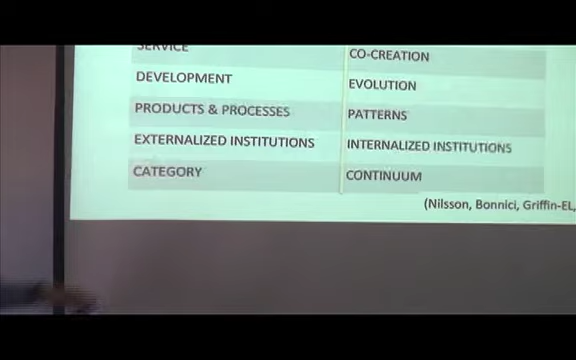 SERVICE CO-CREATION
DEVELOPMENT EVOLUTION
PRODUCTS & PROCESSES PATTERNS
EXTERNALIZED INSTITUTIONS INTERNALIZED INSTITUTIONS
CATEGORY CONTINUUM
(Nilsson, Bonnici, Griffin-EL,